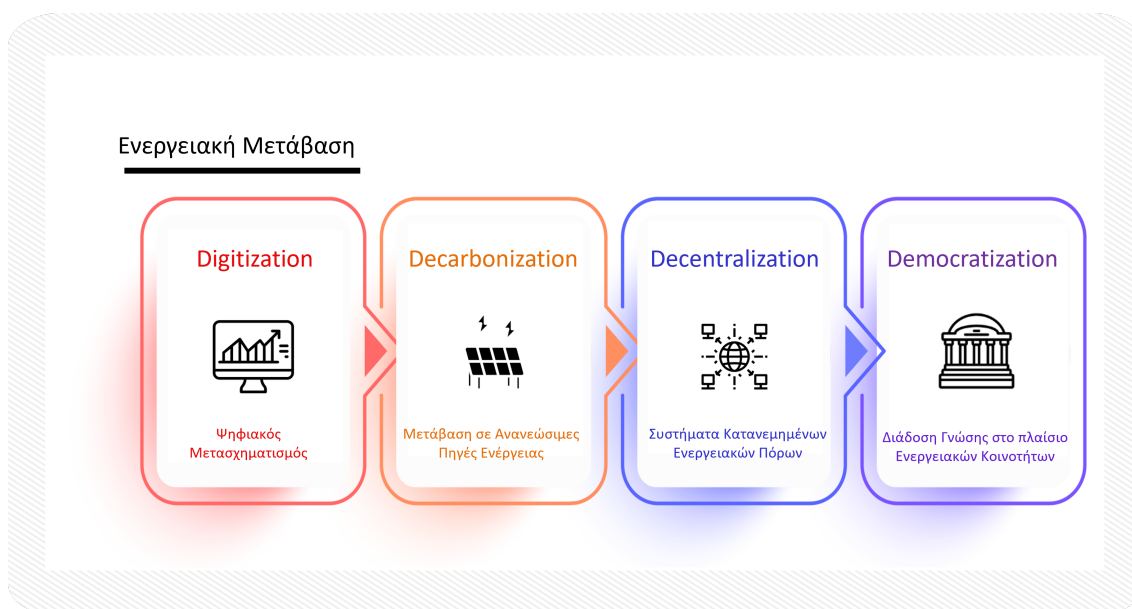 Ενεργειακή Μετάβαση
Digitization
Ψηφιακός
Μετασχηματισμός
Decarbonization
Μετάβαση σε Ανανεώσιμες
Πηγές Ενέργειας
Decentralization
Συστήματα Κατανεμημένων
Ενεργειακών Πόρων
Democratization
Διάδοση Γνώσης στο πλαίσιο
Ενεργειακών Κοινοτήτων